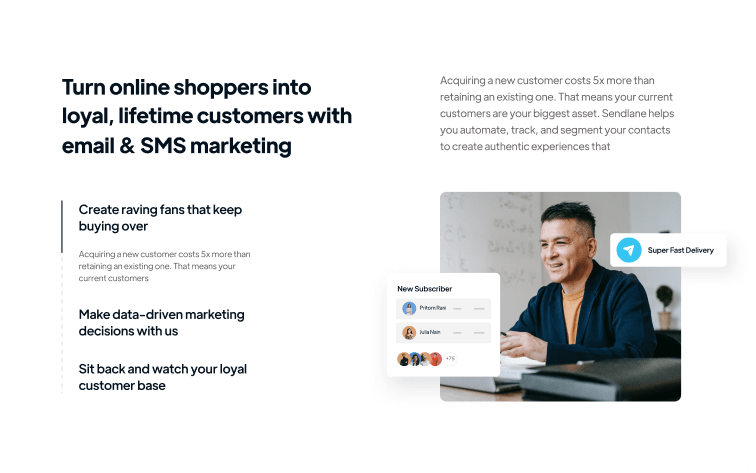 Turn online shoppers into
loyal, lifetime customers with
email & SMS marketing
Acquiring a new customer costs 5x more than
retaining an existing one. That means your current
customers are your biggest asset. Sendlane helps
you automate, track, and segment your contacts
to create authentic experiences that
Create raving fans that keep
buying over
Acquiring a new customer costs 5x more than
retaining an existing one. That means your
current customers
Make data-driven marketing
decisions with us
Sit back and watch your loyal
customer base
Super Fast Delivery
New Subscriber
Pritom Rani
Julia Nain
+75